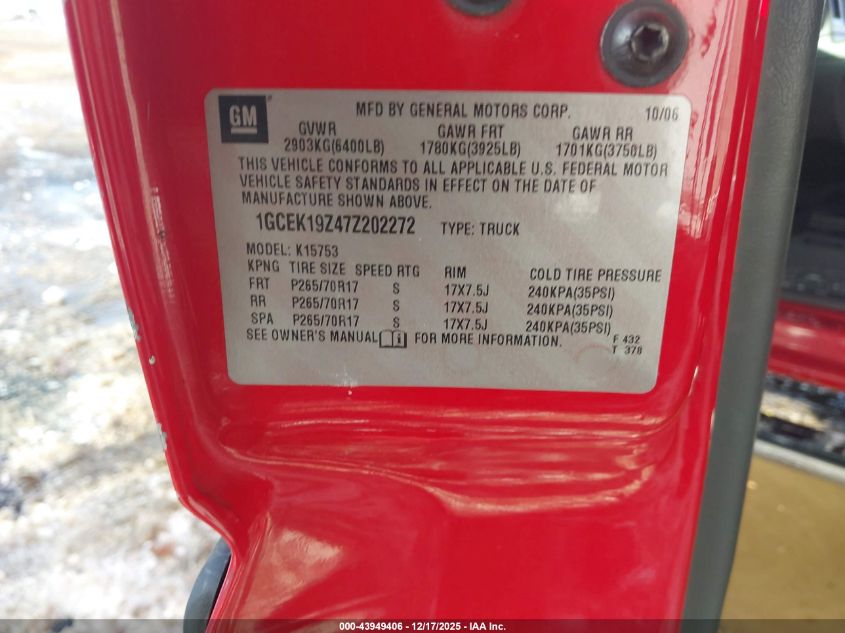 GM
MFD BY GENERAL MOTORS CORP. 10/06
GVWR GAWR FRT GAWR RR
2903KG(6400LB) 1780KG(3925LB) 1701KG(3750LB)
THIS VEHICLE CONFORMS TO ALL APPLICABLE U.S. FEDERAL MOTOR
VEHICLE SAFETY STANDARDS IN EFFECT ON THE DATE OF
MANUFACTURE SHOWN ABOVE.
1GCEK19Z47Z202272 TYPE: TRUCK
MODEL: K15753
KPNG TIRE SIZE SPEED RTG RIM COLD TIRE PRESSURE
FRT P265/70R17 S 17X7.5J 240KPA(35PSI)
RR P265/70R17 S 17X7.5J 240KPA(35PSI)
SPA P265/70R17 S 17X7.5J 240KPA(35PSI)
SEE OWNER'S MANUAL FOR MORE INFORMATION.
F 432
T 378
000-43949406 - 12/17/2025 - IAA Inc.